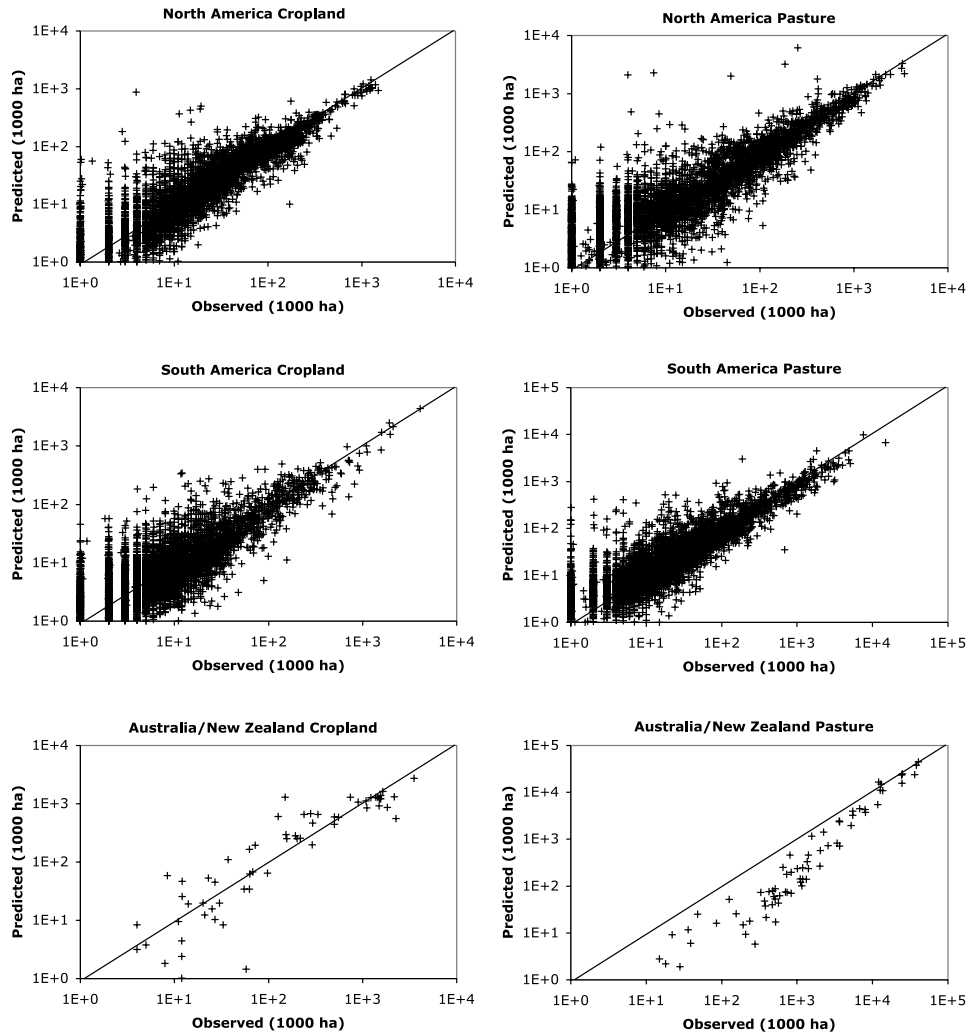 North America Cropland
1E+4
1E+3
1E+2
1E+1
1E+0
Predicted (1000 ha)
1E+0 1E+1 1E+2 1E+3 1E+4
Observed (1000 ha)
North America Pasture
1E+4
1E+3
1E+2
1E+1
1E+0
Predicted (1000 ha)
1E+0 1E+1 1E+2 1E+3 1E+4
Observed (1000 ha)
South America Cropland
1E+4
1E+3
1E+2
1E+1
1E+0
Predicted (1000 ha)
1E+0 1E+1 1E+2 1E+3 1E+4
Observed (1000 ha)
South America Pasture
1E+5
1E+4
1E+3
1E+2
1E+1
1E+0
Predicted (1000 ha)
1E+0 1E+1 1E+2 1E+3 1E+4 1E+5
Observed (1000 ha)
Australia/New Zealand Cropland
1E+4
1E+3
1E+2
1E+1
1E+0
Predicted (1000 ha)
1E+0 1E+1 1E+2 1E+3 1E+4
Observed (1000 ha)
Australia/New Zealand Pasture
1E+5
1E+4
1E+3
1E+2
1E+1
1E+0
Predicted (1000 ha)
1E+0 1E+1 1E+2 1E+3 1E+4 1E+5
Observed (1000 ha)